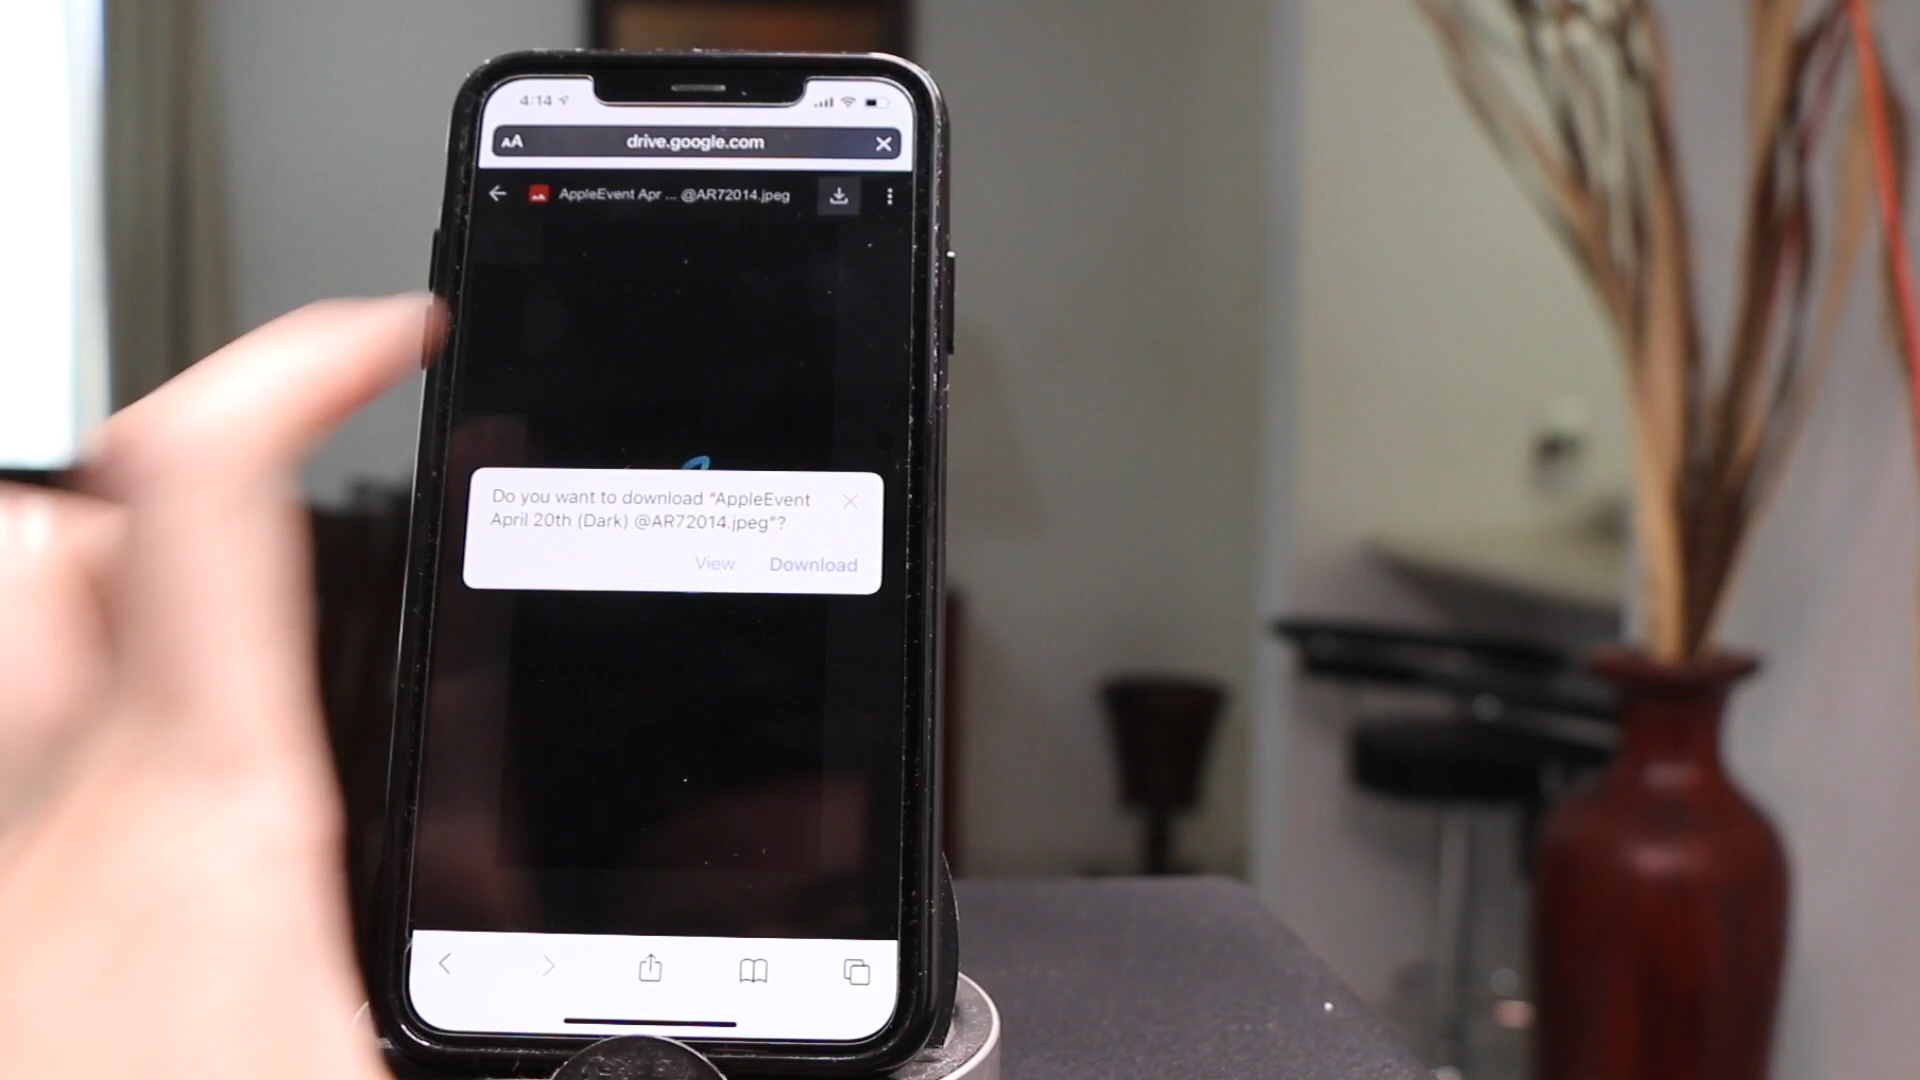 4:14
AA drive.google.com
AppleEvent Apr ... @AR72014.jpeg
Do you want to download “AppleEvent
April 20th (Dark) @AR72014.jpeg”?
View Download